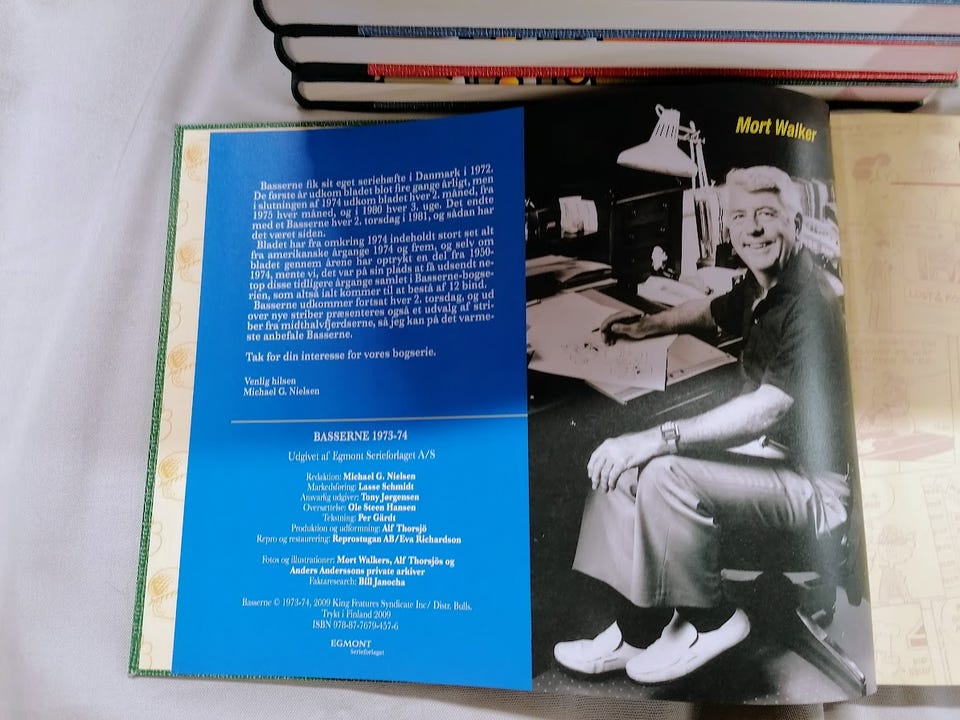 Mort Walker
Basserne fik sit eget seriehæfte i Danmark i 1972.
De første år udkom bladet blot fire gange årligt, men
i slutningen af 1974 udkom bladet hver 2. måned, fra
1975 hver måned, og i 1980 hver 3. uge. Det endte
med et Basserne hver 2. torsdag i 1981, og sådan har
det været siden.
Bladet har fra omkring 1974 indeholdt stort set alt
fra amerikanske årgange 1974 og frem, og selv om
bladet gennem årene har optrykt en del fra 1950-
1974, mente vi, det var på sin plads at få udsendt ne-
top disse tidligere årgange samlet i Basserne-bogse-
rien, som altså ialt kommer til at bestå af 12 bind.
Basserne udkommer fortsat hver 2. torsdag, og ud
over nye striber præsenteres også et udvalg af stri-
ber fra midthalvfjerdserne, så jeg kan på det varme-
ste anbefale Basserne.
Tak for din interesse for vores bogserie.
Venlig hilsen
Michael G. Nielsen
BASSERNE 1973-74
Udgivet af Egmont Serieforlaget A/S
Redaktion: Michael G. Nielsen
Markedsføring: Lasse Schmidt
Ansvarlig udgiver: Tony Jørgensen
Oversættelse: Ole Steen Hansen
Tekstning: Per Gärdt
Produktion og udformning: Alf Thorsjö
Repro og restaurering: Reprostugan AB/Eva Richardson
Fotos og illustrationer: Mort Walkers, Alf Thorsjös og
Anders Anderssons private arkiver
Faktaresearch: Bill Janocha
Basserne © 1973-74, 2009 King Features Syndicate Inc/ Distr. Bulls.
Trykt i Finland 2009
ISBN 978-87-7679-457-6
EGMONT
Serieforlaget
LOST & FO